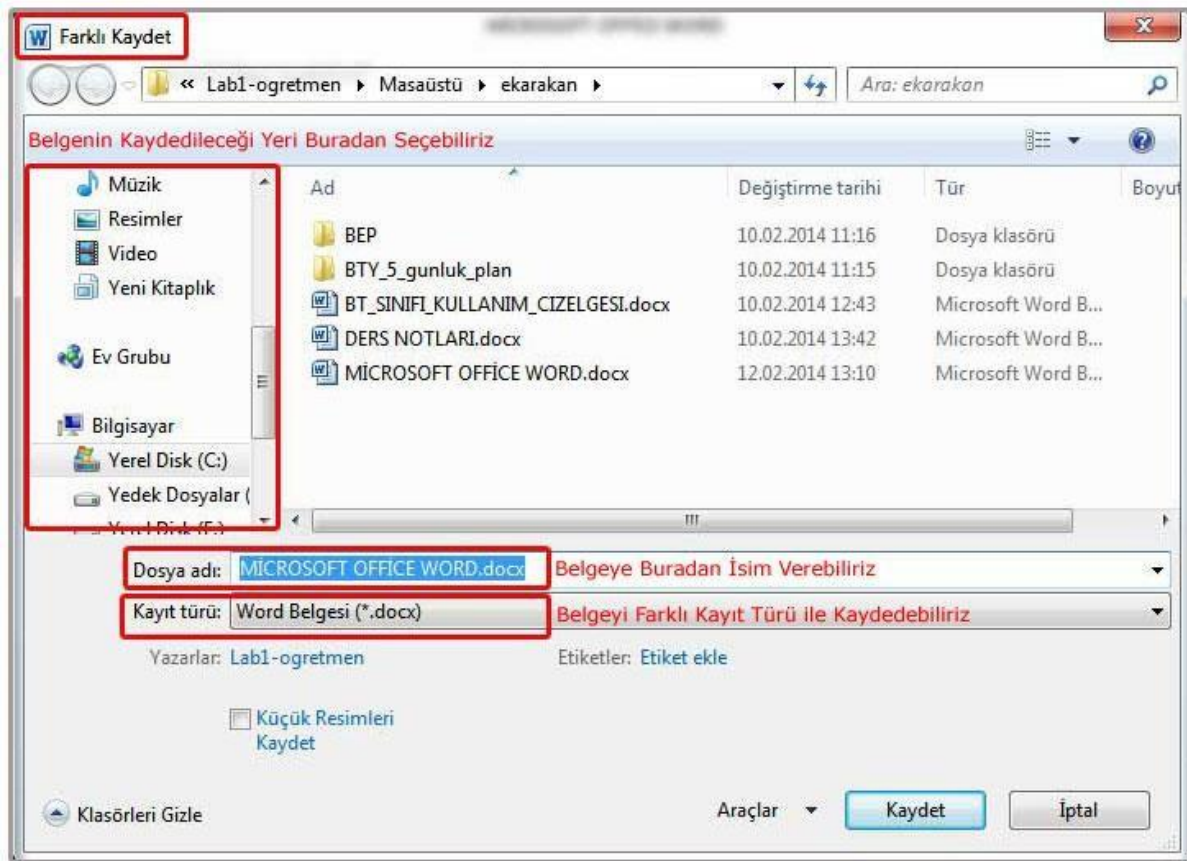 Farklı Kaydet
MİCROSOFT OFFİCE WORD
« Lab1-ogretmen ▸ Masaüstü ▸ ekarakan ▸
Ara: ekarakan
Belgenin Kaydedileceği Yeri Buradan Seçebiliriz
Müzik
Resimler
Video
Yeni Kitaplık
Ev Grubu
Bilgisayar
Yerel Disk (C:)
Yedek Dosyalar (
Ad Değiştirme tarihi Tür Boyut
BEP 10.02.2014 11:16 Dosya klasörü
BTY_5_gunluk_plan 10.02.2014 11:15 Dosya klasörü
BT_SINIFI_KULLANIM_CIZELGESI.docx 10.02.2014 12:43 Microsoft Word B...
DERS NOTLARI.docx 10.02.2014 13:42 Microsoft Word B...
MİCROSOFT OFFİCE WORD.docx 12.02.2014 13:10 Microsoft Word B...
Dosya adı: MİCROSOFT OFFİCE WORD.docx Belgeye Buradan İsim Verebiliriz
Kayıt türü: Word Belgesi (*.docx) Belgeyi Farklı Kayıt Türü ile Kaydedebiliriz
Yazarlar: Lab1-ogretmen Etiketler: Etiket ekle
Küçük Resimleri
Kaydet
Klasörleri Gizle Araçlar Kaydet İptal